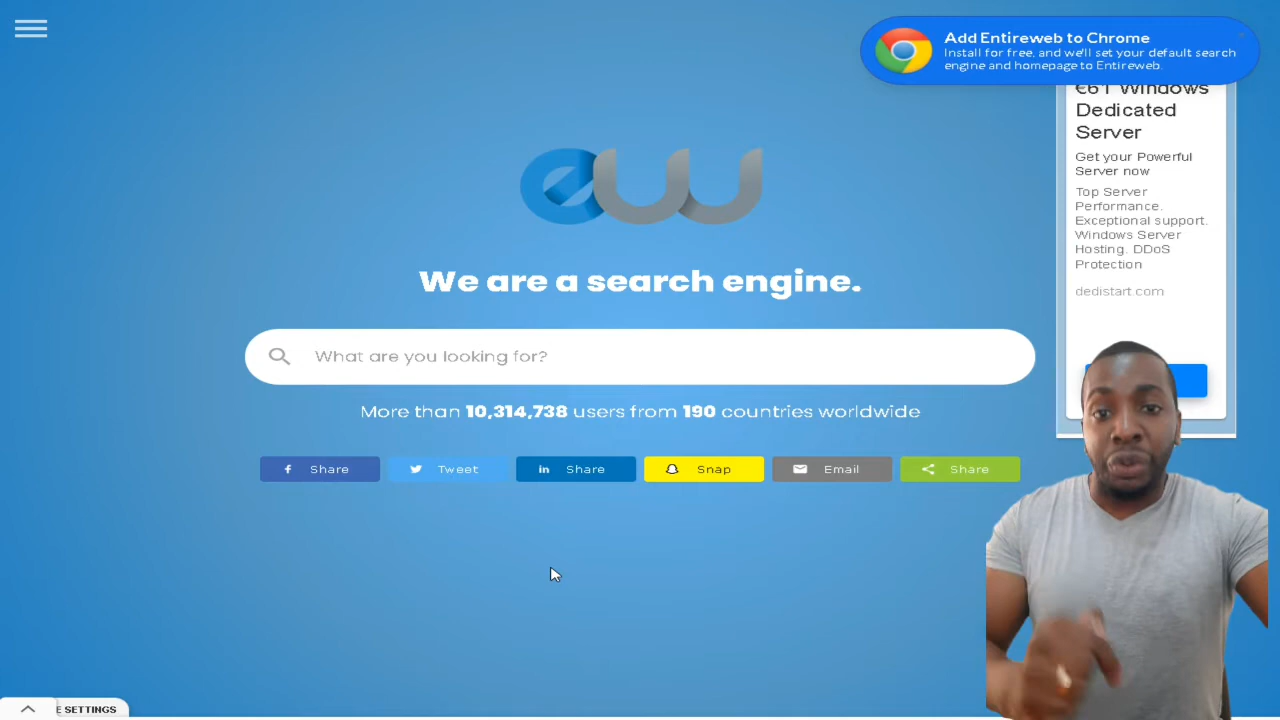 Add Entireweb to Chrome
Install for free, and we'll set your default search
engine and homepage to Entireweb.
€61 Windows
Dedicated
Server
Get your Powerful
Server now
Top Server
Performance.
Exceptional support.
Windows Server
Hosting. DDoS
Protection
dedistart.com
ew
We are a search engine.
What are you looking for?
More than 10,314,738 users from 190 countries worldwide
Share
Tweet
Share
Snap
Email
Share
E SETTINGS